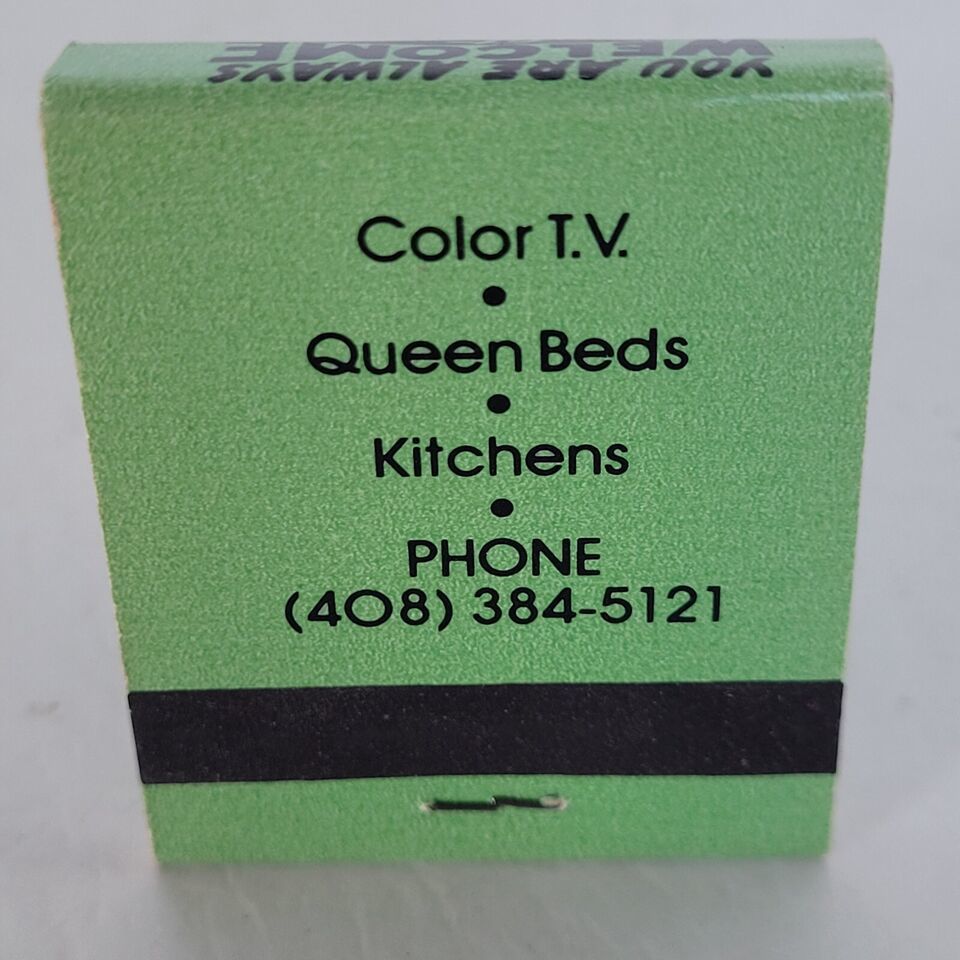 YOU ARE ALWAYS
WELCOME
Color T.V.
•
Queen Beds
•
Kitchens
•
PHONE
(408) 384-5121